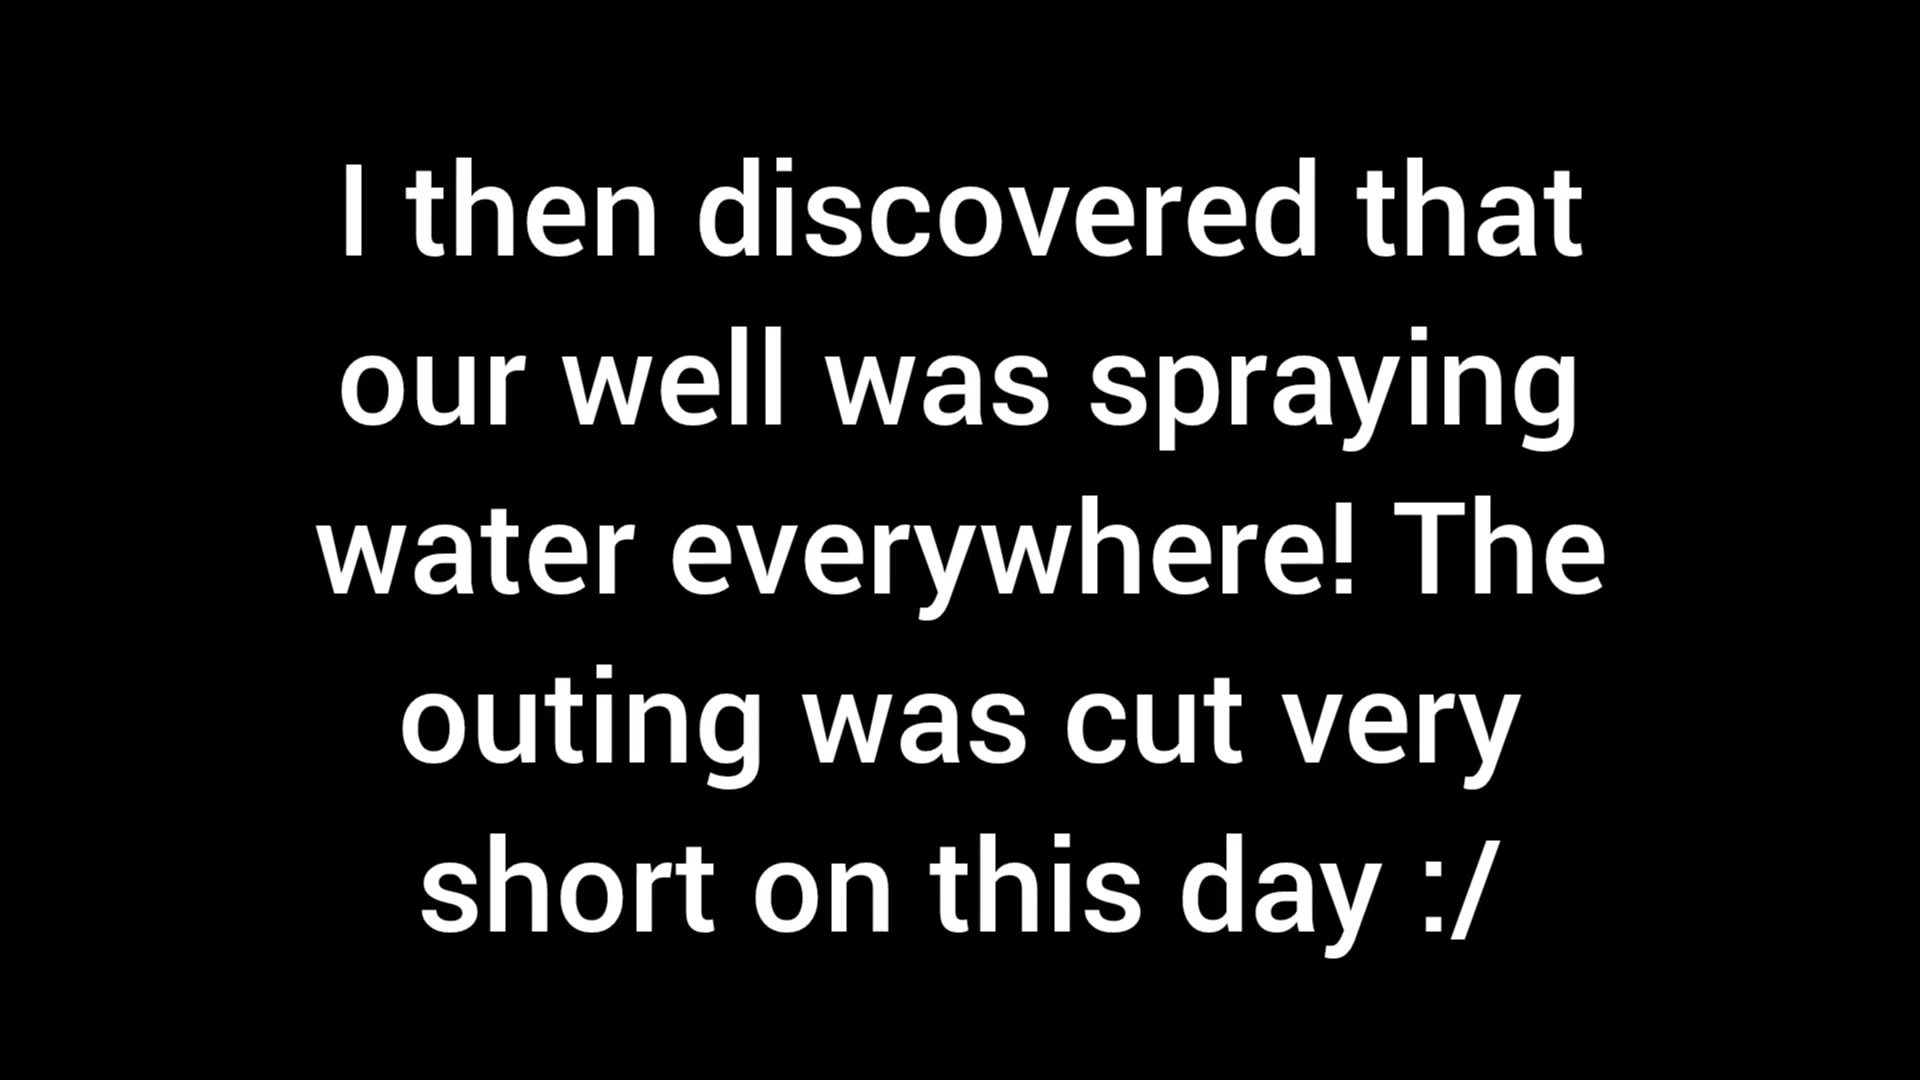 I then discovered that
our well was spraying
water everywhere! The
outing was cut very
short on this day :/